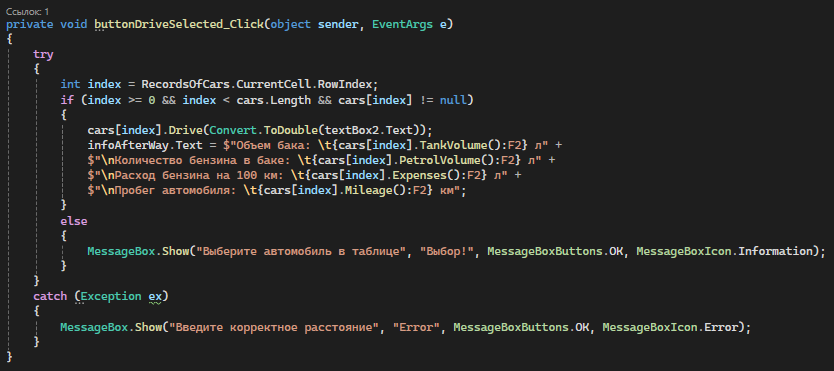 Ссылок: 1
private void buttonDriveSelected_Click(object sender, EventArgs e)
{
try
{
int index = RecordsOfCars.CurrentCell.RowIndex;
if (index >= 0 && index < cars.Length && cars[index] != null)
{
cars[index].Drive(Convert.ToDouble(textBox2.Text));
infoAfterWay.Text = $"Объем бака: \t{cars[index].TankVolume():F2} л" +
$"\nКоличество бензина в баке: \t{cars[index].PetrolVolume():F2} л" +
$"\nРасход бензина на 100 км: \t{cars[index].Expenses():F2} л" +
$"\nПробег автомобиля: \t{cars[index].Mileage():F2} км";
}
else
{
MessageBox.Show("Выберите автомобиль в таблице", "Выбор!", MessageBoxButtons.OK, MessageBoxIcon.Information);
}
}
catch (Exception ex)
{
MessageBox.Show("Введите корректное расстояние", "Error", MessageBoxButtons.OK, MessageBoxIcon.Error);
}
}